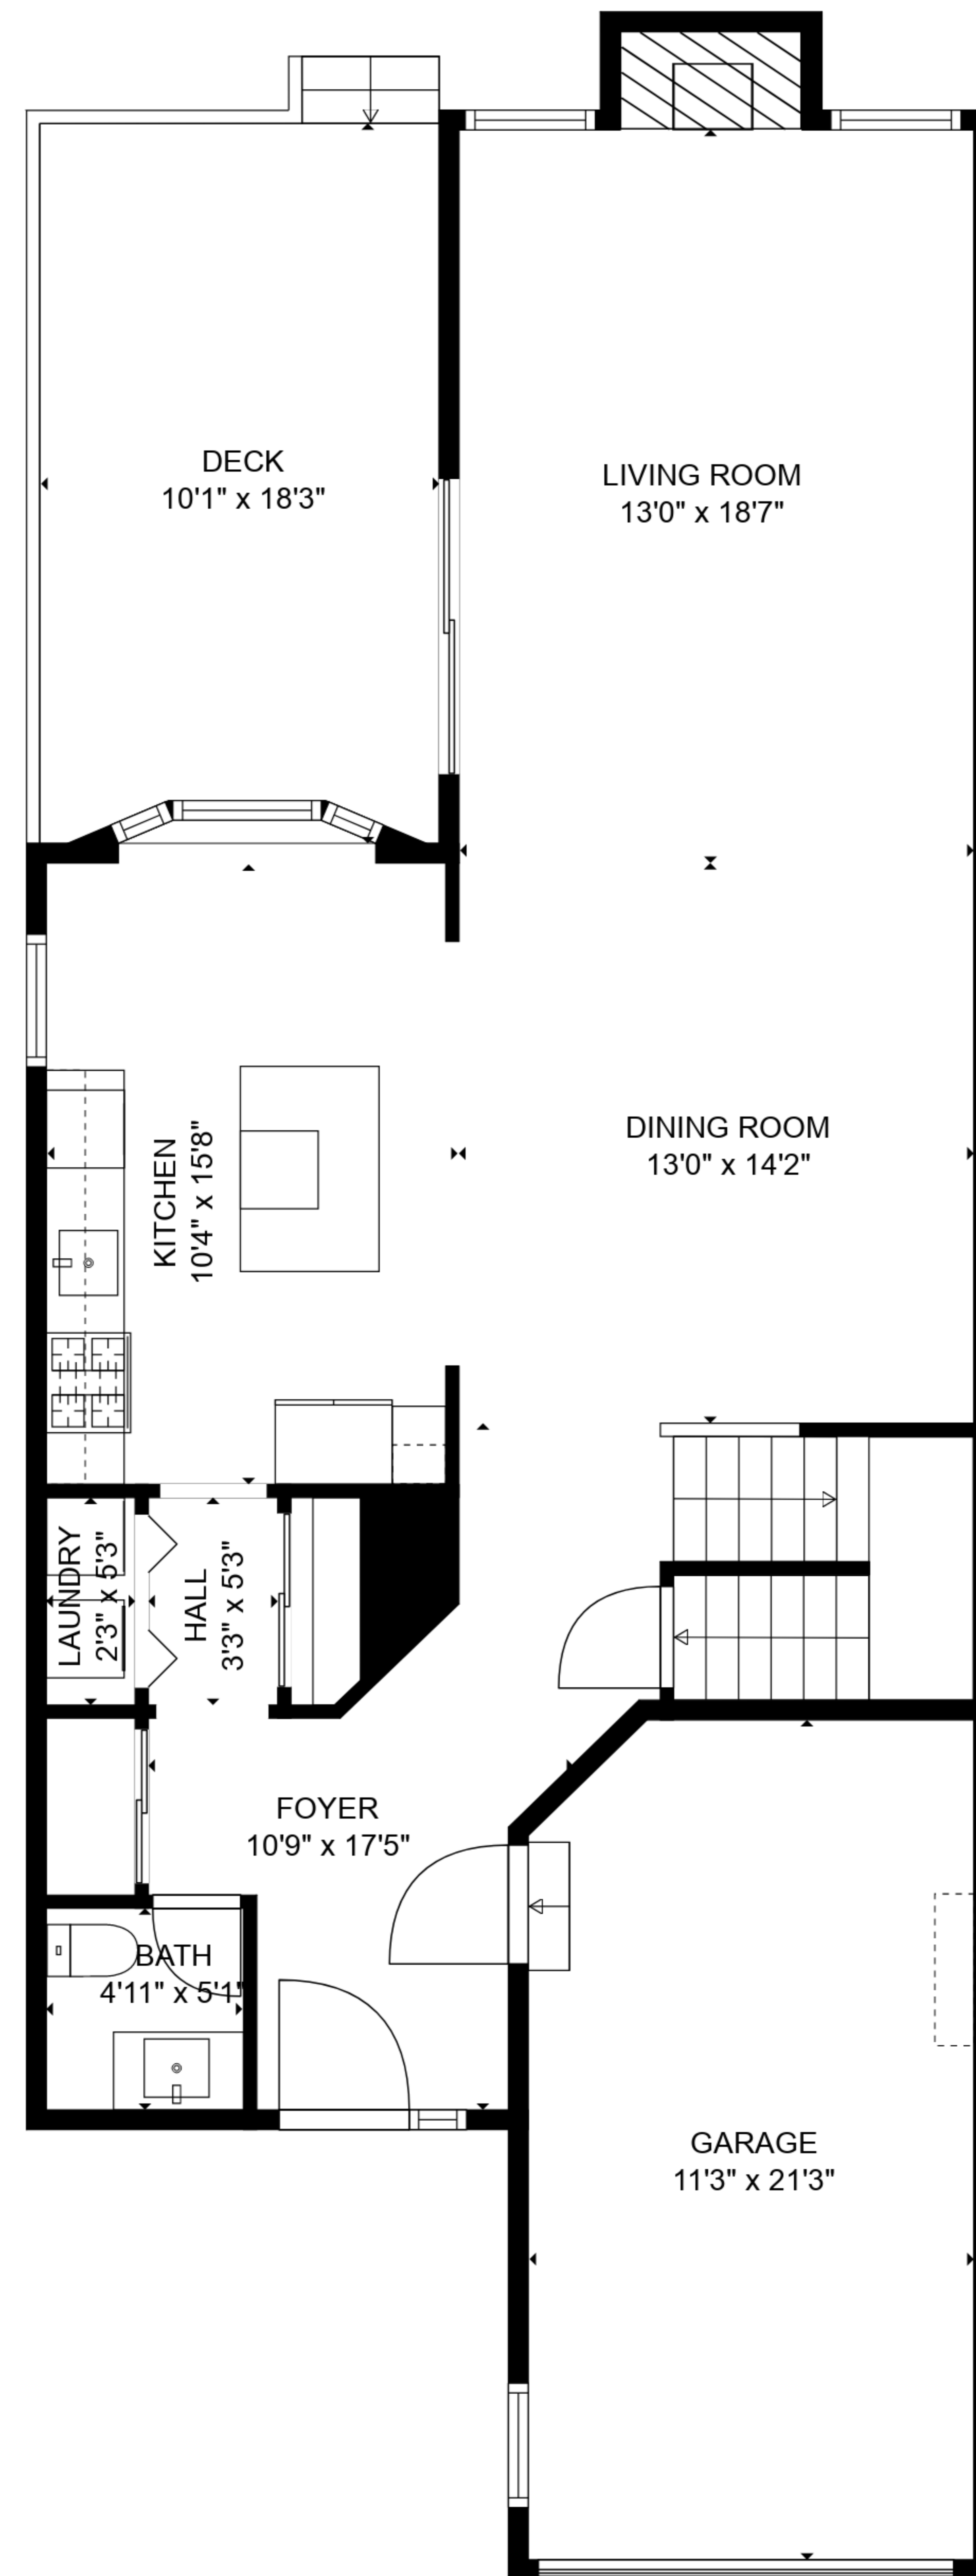 DECK
10'1" x 18'3"
LIVING ROOM
13'0" x 18'7"
KITCHEN
10'4" x 15'8"
DINING ROOM
13'0" x 14'2"
LAUNDRY
2'3" x 5'3"
HALL
3'3" x 5'3"
FOYER
10'9" x 17'5"
BATH
4'11" x 5'1"
GARAGE
11'3" x 21'3"